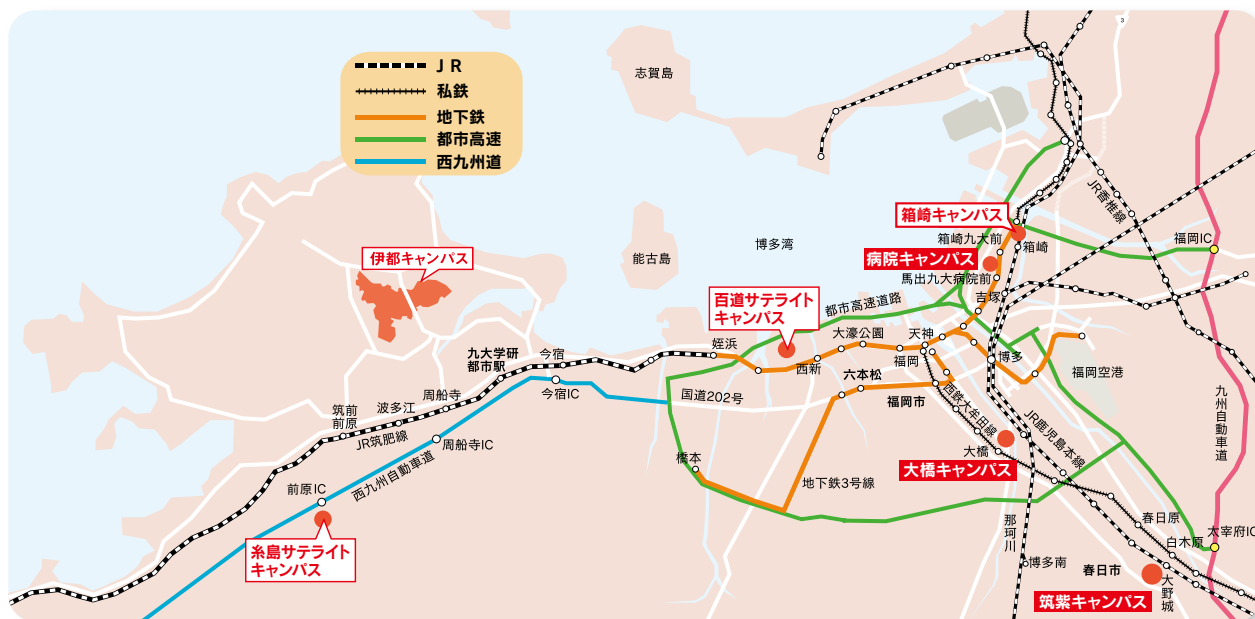 JR
私鉄
地下鉄
都市高速
西九州道
志賀島
3
能古島
博多湾
伊都キャンパス
百道サテライト
キャンパス
都市高速道路
箱崎キャンパス
箱崎九大前
箱崎
病院キャンパス
馬出九大病院前
吉塚
JR香椎線
福岡IC
九大学研
都市駅
今宿
今宿IC
姪浜
西新
大濠公園
天神
福岡
博多
福岡空港
六本松
福岡市
国道202号
周船寺
波多江
筑前
前原
JR筑肥線
周船寺IC
西九州自動車道
前原IC
糸島サテライト
キャンパス
橋本
地下鉄3号線
西鉄大牟田線
大橋
大橋キャンパス
JR鹿児島本線
九州自動車道
那珂川
博多南
春日原
白木原
太宰府IC
春日市
大野城
筑紫キャンパス